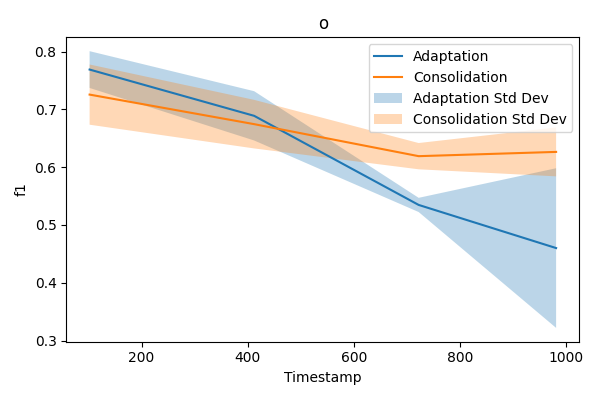 o
f1
0.8
0.7
0.6
0.5
0.4
0.3
Adaptation
Consolidation
Adaptation Std Dev
Consolidation Std Dev
200
400
600
800
1000
Timestamp